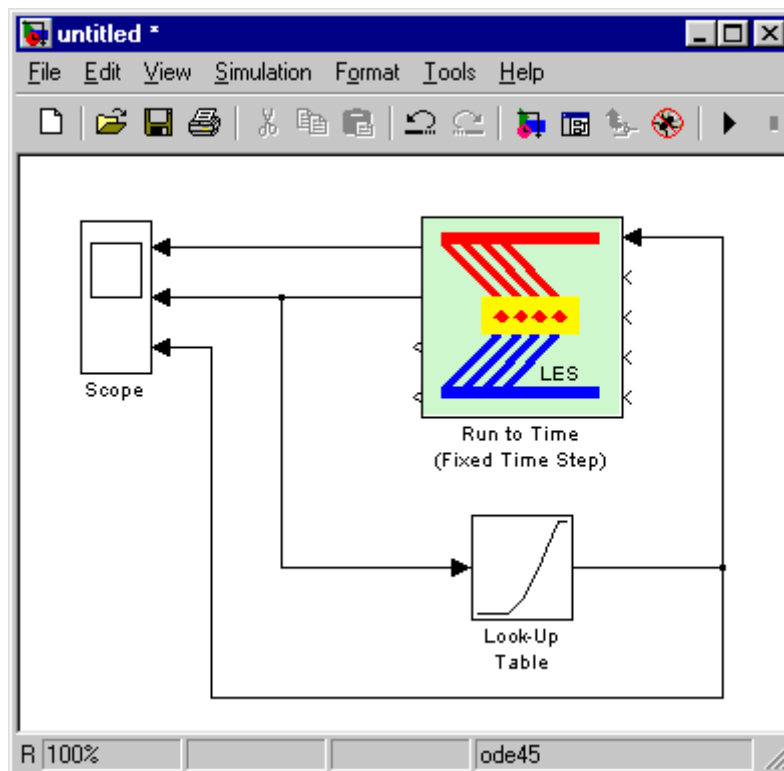 untitled *
File Edit View Simulation Format Tools Help
LES
Scope
Run to Time
(Fixed Time Step)
Look-Up
Table
R 100% ode45